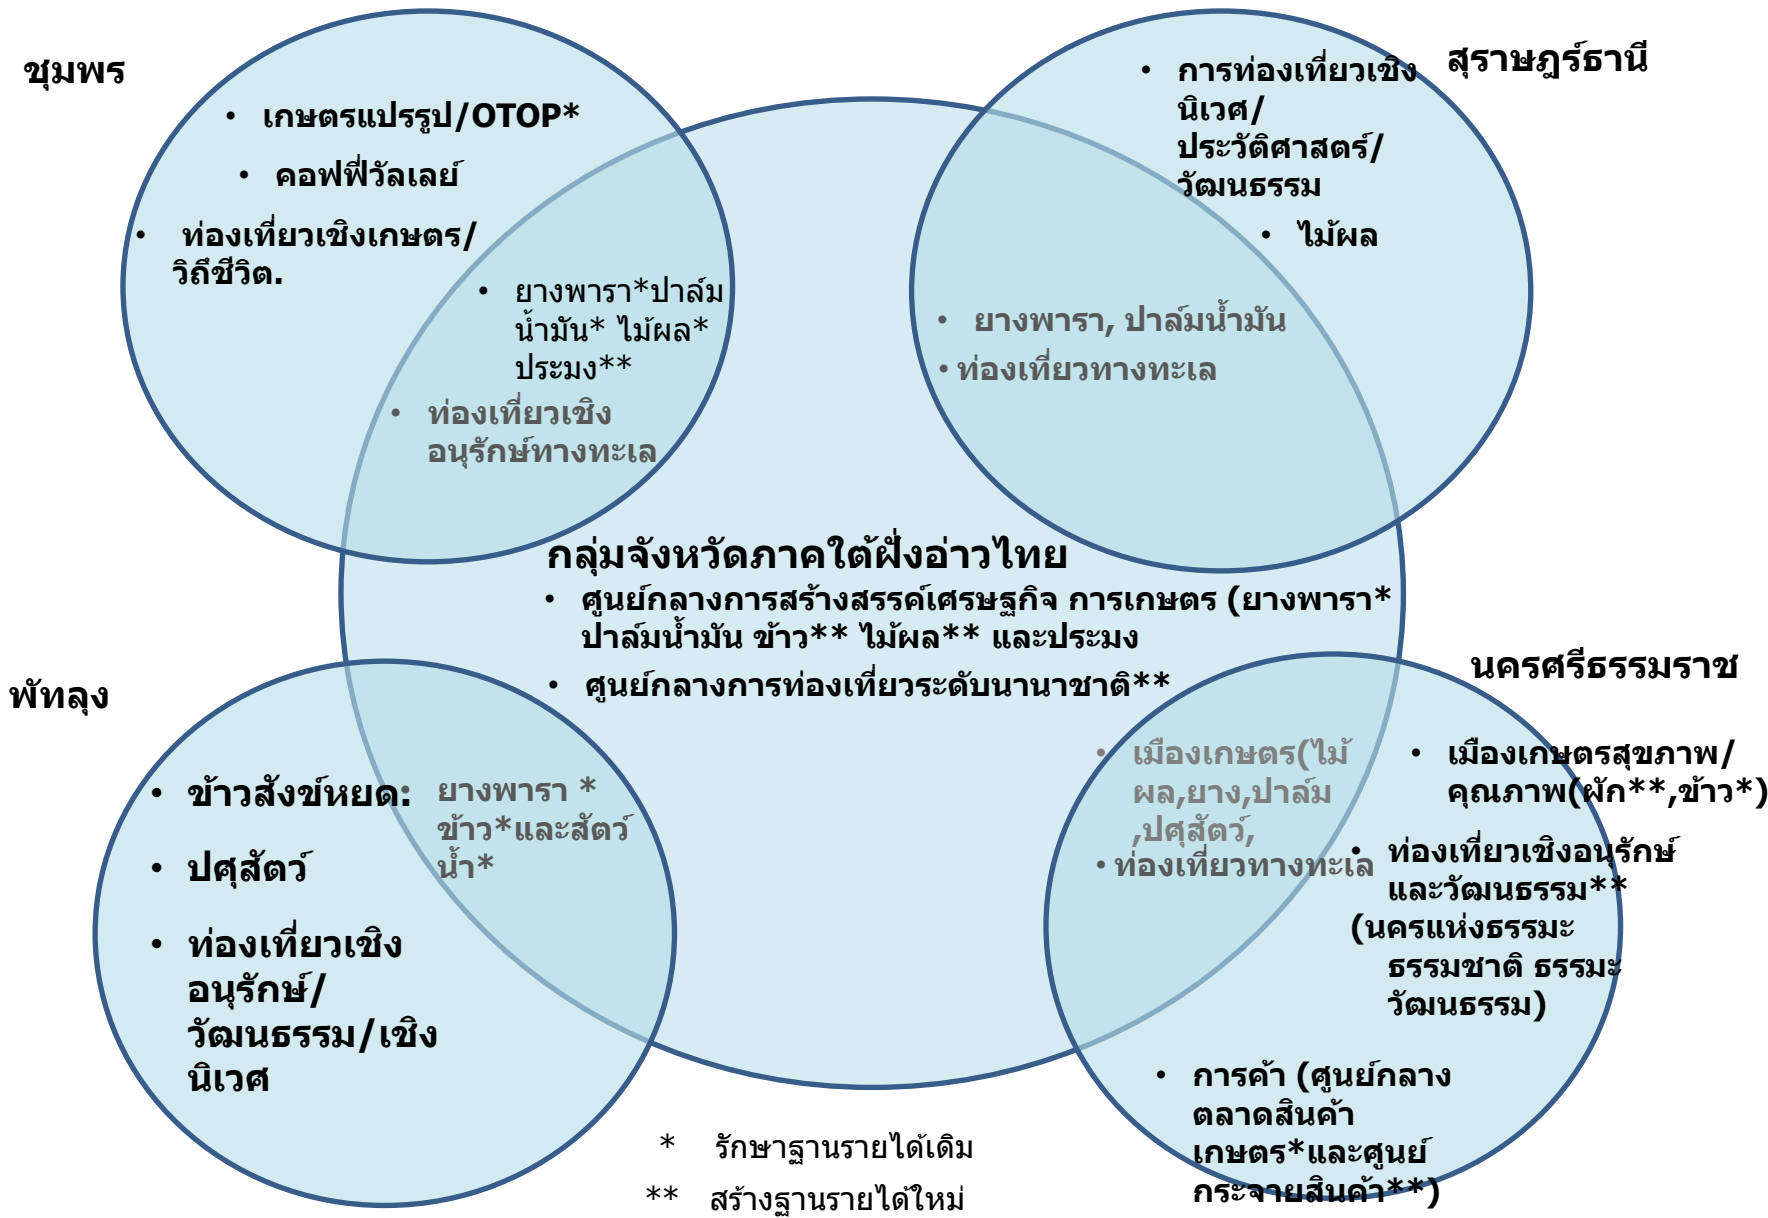 ชุมพร
• เกษตรแปรรูป/OTOP*
• คอฟฟี่วัลเลย์
• ท่องเที่ยวเชิงเกษตร/
วิถีชีวิต.
• ยางพารา*ปาล์ม
น้ำมัน* ไม้ผล*
ประมง**
• ท่องเที่ยวเชิง
อนุรักษ์ทางทะเล
สุราษฎร์ธานี
• การท่องเที่ยวเชิง
นิเวศ/
ประวัติศาสตร์/
วัฒนธรรม
• ไม้ผล
• ยางพารา, ปาล์มน้ำมัน
• ท่องเที่ยวทางทะเล
กลุ่มจังหวัดภาคใต้ฝั่งอ่าวไทย
• ศูนย์กลางการสร้างสรรค์เศรษฐกิจ การเกษตร (ยางพารา*
ปาล์มน้ำมัน ข้าว** ไม้ผล** และประมง
• ศูนย์กลางการท่องเที่ยวระดับนานาชาติ**
พัทลุง
• ข้าวสังข์หยด:
• ปศุสัตว์
• ท่องเที่ยวเชิง
อนุรักษ์/
วัฒนธรรม/เชิง
นิเวศ
ยางพารา *
ข้าว*และสัตว์
น้ำ*
นครศรีธรรมราช
• เมืองเกษตร(ไม้
ผล,ยาง,ปาล์ม
,ปศุสัตว์,
• ท่องเที่ยวทางทะเล
• เมืองเกษตรสุขภาพ/
คุณภาพ(ผัก**,ข้าว*)
• ท่องเที่ยวเชิงอนุรักษ์
และวัฒนธรรม**
(นครแห่งธรรมะ
ธรรมชาติ ธรรมะ
วัฒนธรรม)
• การค้า (ศูนย์กลาง
ตลาดสินค้า
เกษตร*และศูนย์
กระจายสินค้า**)
* รักษาฐานรายได้เดิม
** สร้างฐานรายได้ใหม่